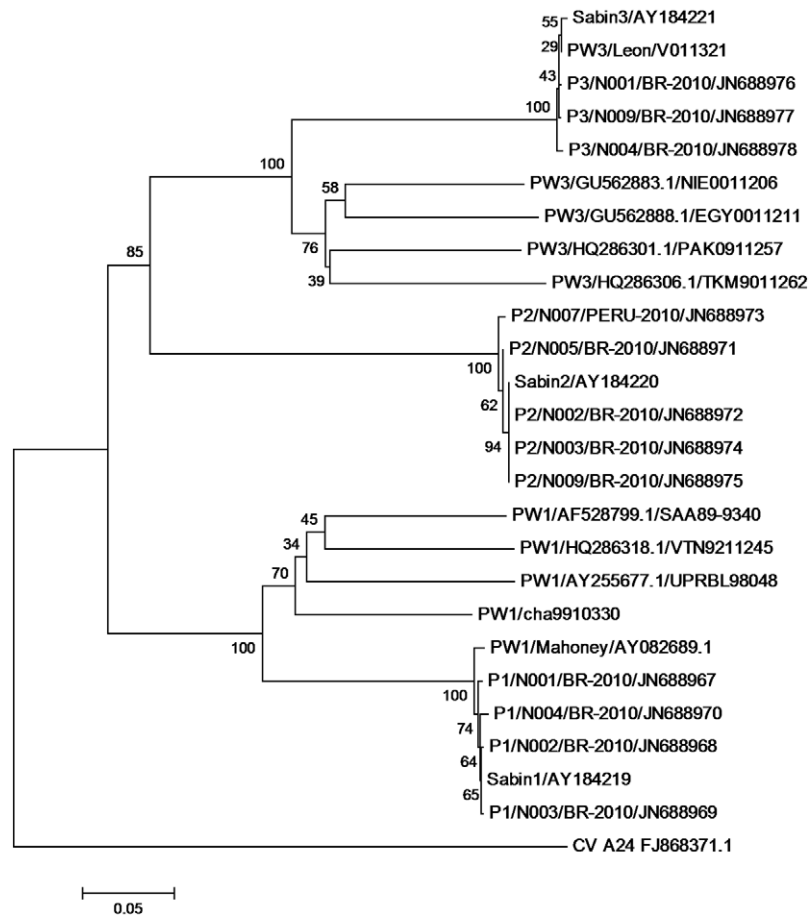 55
Sabin3/AY184221
29
PW3/Leon/V011321
43
P3/N001/BR-2010/JN688976
100
P3/N009/BR-2010/JN688977
P3/N004/BR-2010/JN688978
100
58
PW3/GU562883.1/NIE0011206
PW3/GU562888.1/EGY0011211
76
PW3/HQ286301.1/PAK0911257
39
PW3/HQ286306.1/TKM9011262
85
P2/N007/PERU-2010/JN688973
P2/N005/BR-2010/JN688971
100
Sabin2/AY184220
62
P2/N002/BR-2010/JN688972
94
P2/N003/BR-2010/JN688974
P2/N009/BR-2010/JN688975
45
PW1/AF528799.1/SAA89-9340
34
PW1/HQ286318.1/VTN9211245
70
PW1/AY255677.1/UPRBL98048
PW1/cha9910330
100
PW1/Mahoney/AY082689.1
P1/N001/BR-2010/JN688967
100
P1/N004/BR-2010/JN688970
74
P1/N002/BR-2010/JN688968
64
Sabin1/AY184219
65
P1/N003/BR-2010/JN688969
CV A24 FJ868371.1
0.05